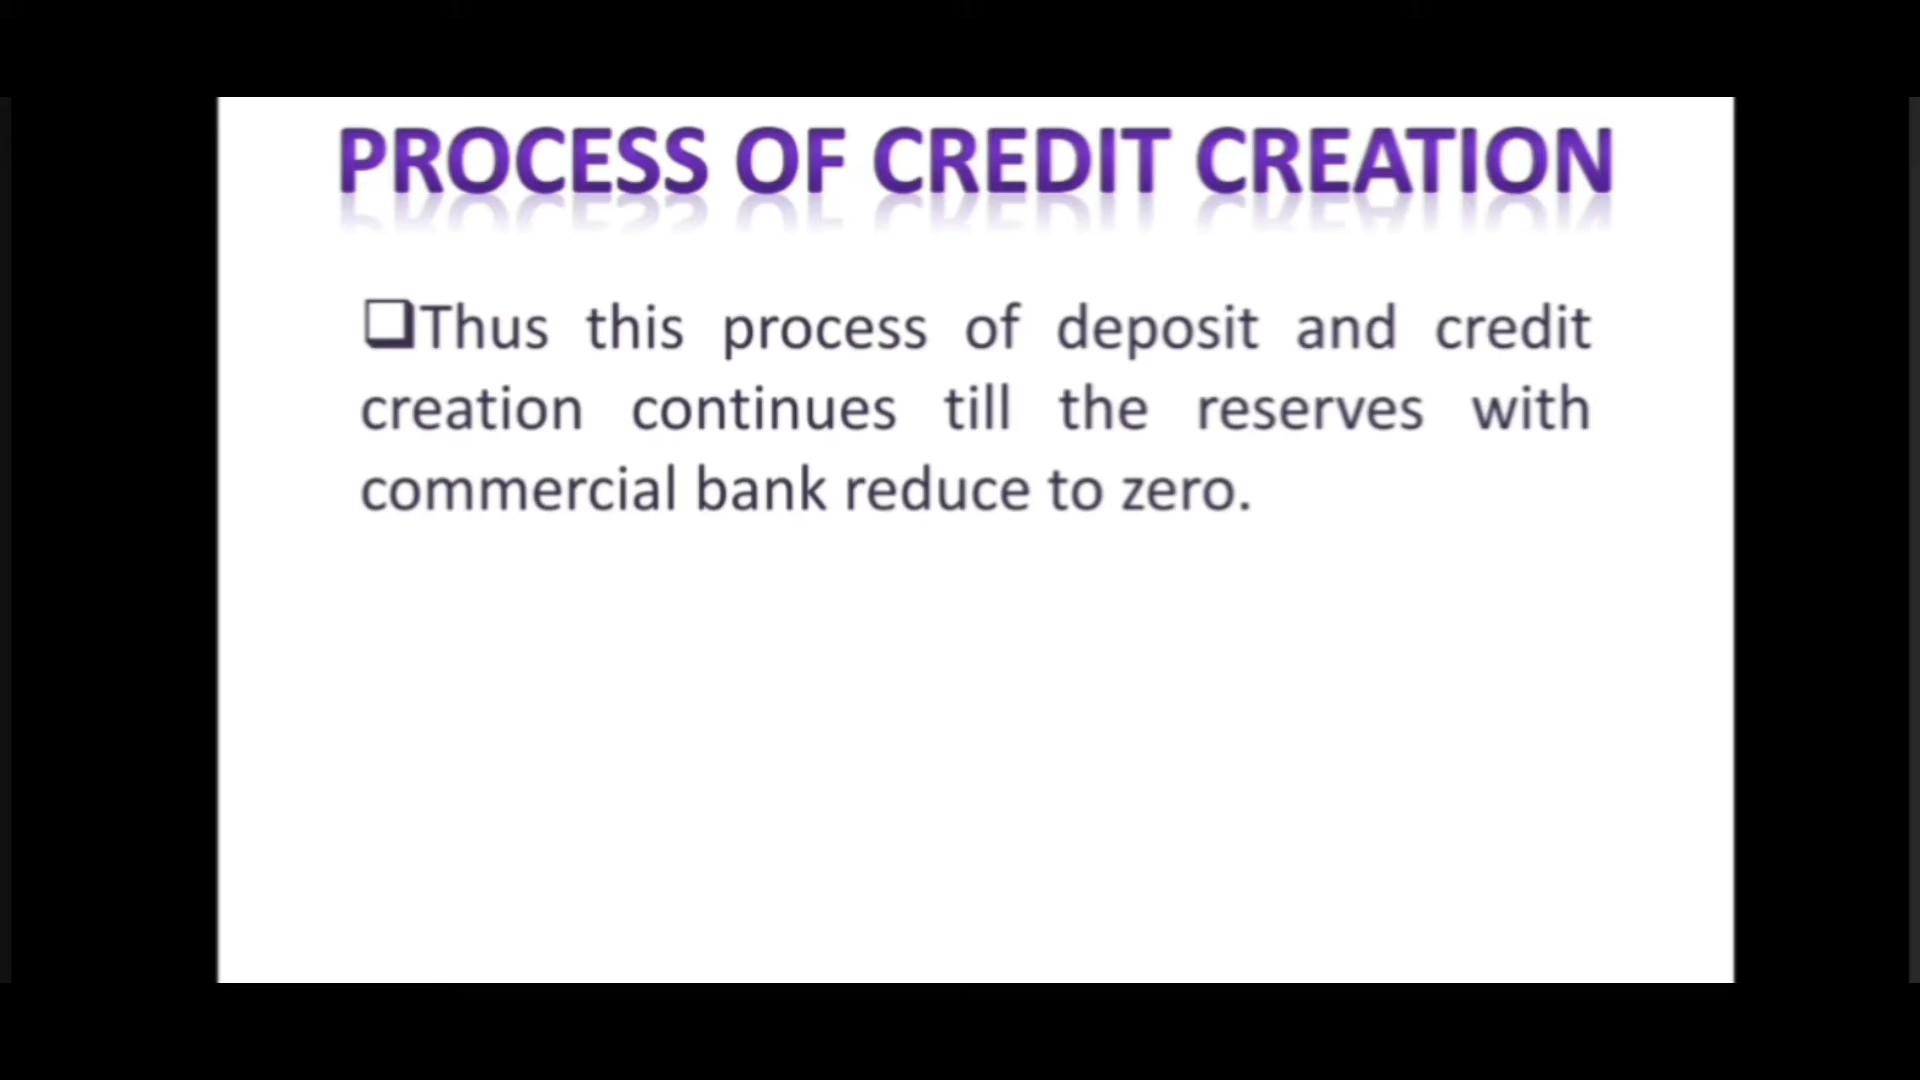 PROCESS OF CREDIT CREATION
❑Thus this process of deposit and credit
creation continues till the reserves with
commercial bank reduce to zero.